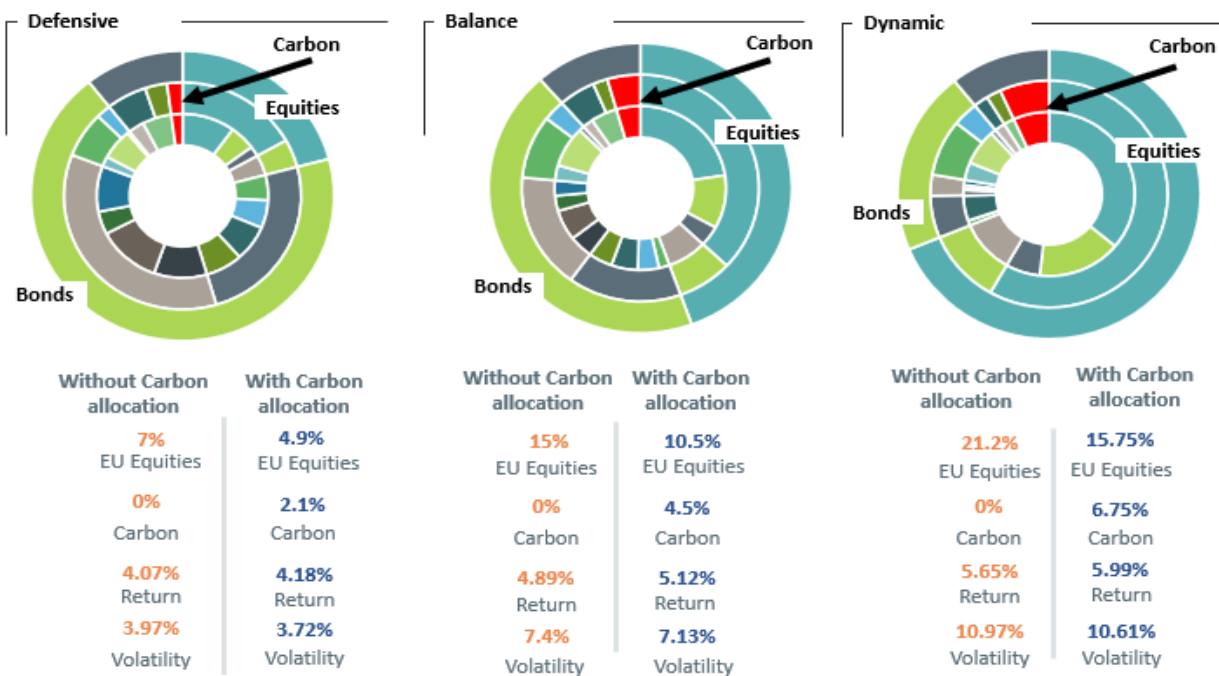 Defensive
Carbon
Equities
Bonds
Without Carbon
allocation
With Carbon
allocation
7%
EU Equities
4.9%
EU Equities
0%
Carbon
2.1%
Carbon
4.07%
Return
4.18%
Return
3.97%
Volatility
3.72%
Volatility
Balance
Carbon
Equities
Bonds
Without Carbon
allocation
With Carbon
allocation
15%
EU Equities
10.5%
EU Equities
0%
Carbon
4.5%
Carbon
4.89%
Return
5.12%
Return
7.4%
Volatility
7.13%
Volatility
Dynamic
Carbon
Equities
Bonds
Without Carbon
allocation
With Carbon
allocation
21.2%
EU Equities
15.75%
EU Equities
0%
Carbon
6.75%
Carbon
5.65%
Return
5.99%
Return
10.97%
Volatility
10.61%
Volatility